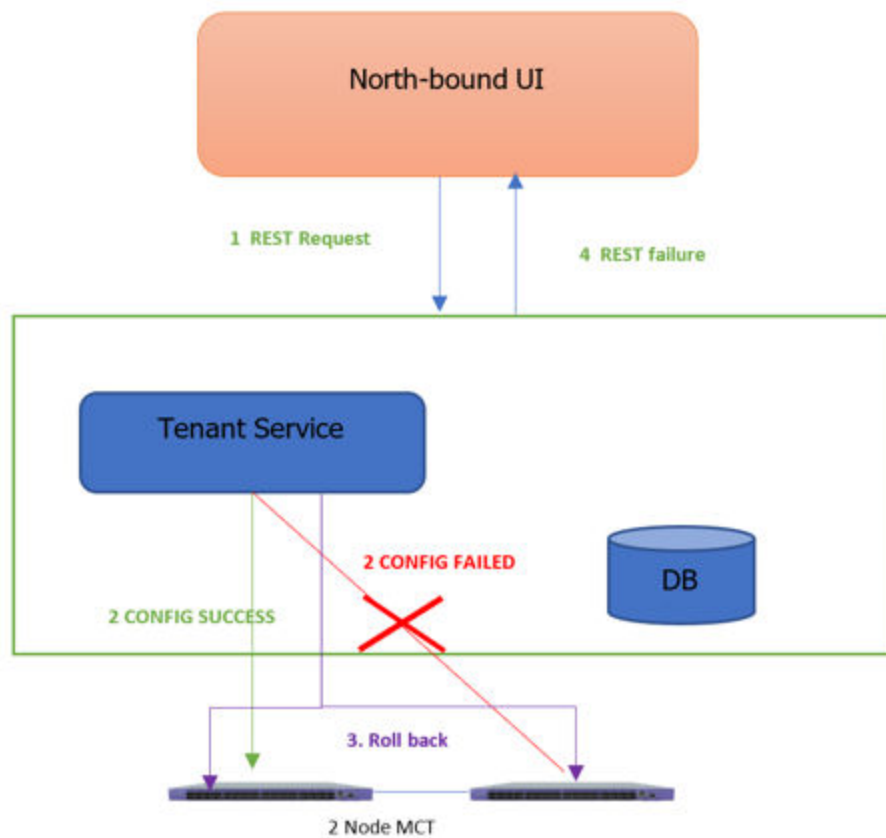 North-bound UI
1 REST Request
4 REST failure
Tenant Service
2 CONFIG FAILED
DB
2 CONFIG SUCCESS
3. Roll back
2 Node MCT